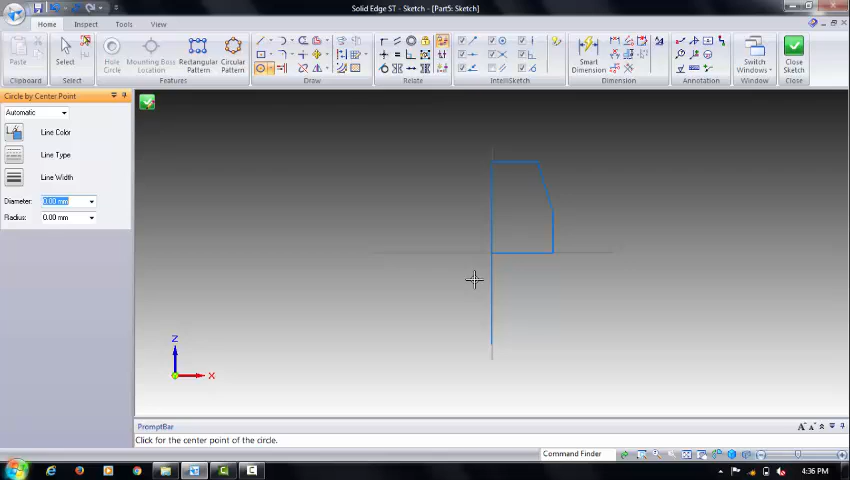 Solid Edge ST - Sketch - [Part5: Sketch]
Home Inspect Tools View
Paste
Select
Hole Circle
Mounting Boss Location
Rectangular Pattern
Circular Pattern
Smart Dimension
Switch Windows
Close Sketch
Clipboard Select Features Draw Relate IntelliSketch Dimension Annotation Window Close
Circle by Center Point
Automatic
Line Color
Line Type
Line Width
Diameter: 0.00 mm
Radius: 0.00 mm
Z
X
PromptBar
Click for the center point of the circle.
Command Finder
4:36 PM